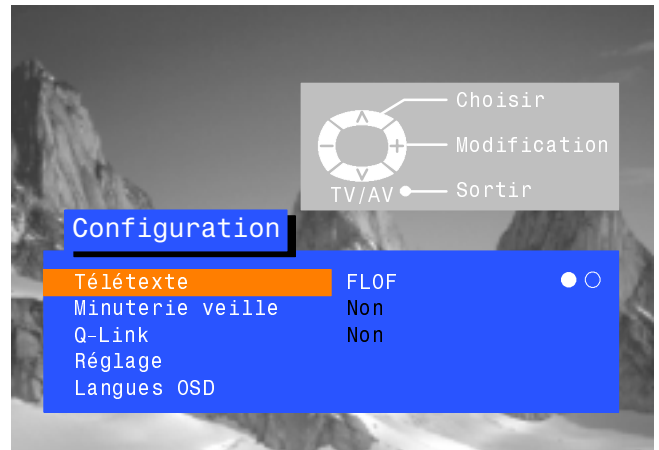 Choisir
Modification
TV/AV Sortir
Configuration
Télétexte FLOF
Minuterie veille Non
Q-Link Non
Réglage
Langues OSD